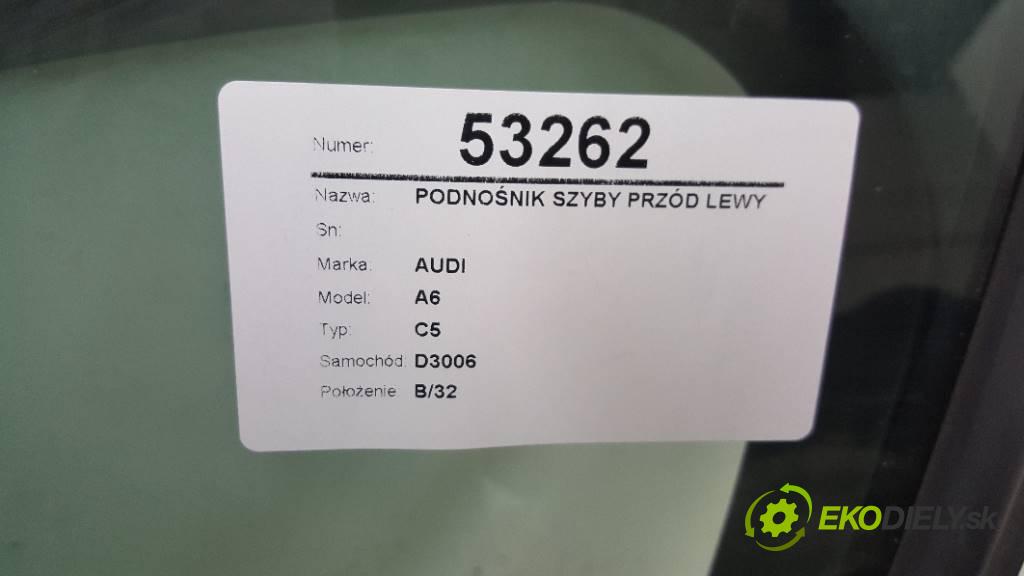 Numer: 53262
Nazwa: PODNOŚNIK SZYBY PRZÓD LEWY
Sn:
Marka: AUDI
Model: A6
Typ: C5
Samochód: D3006
Położenie B/32
EKODIELY.sk